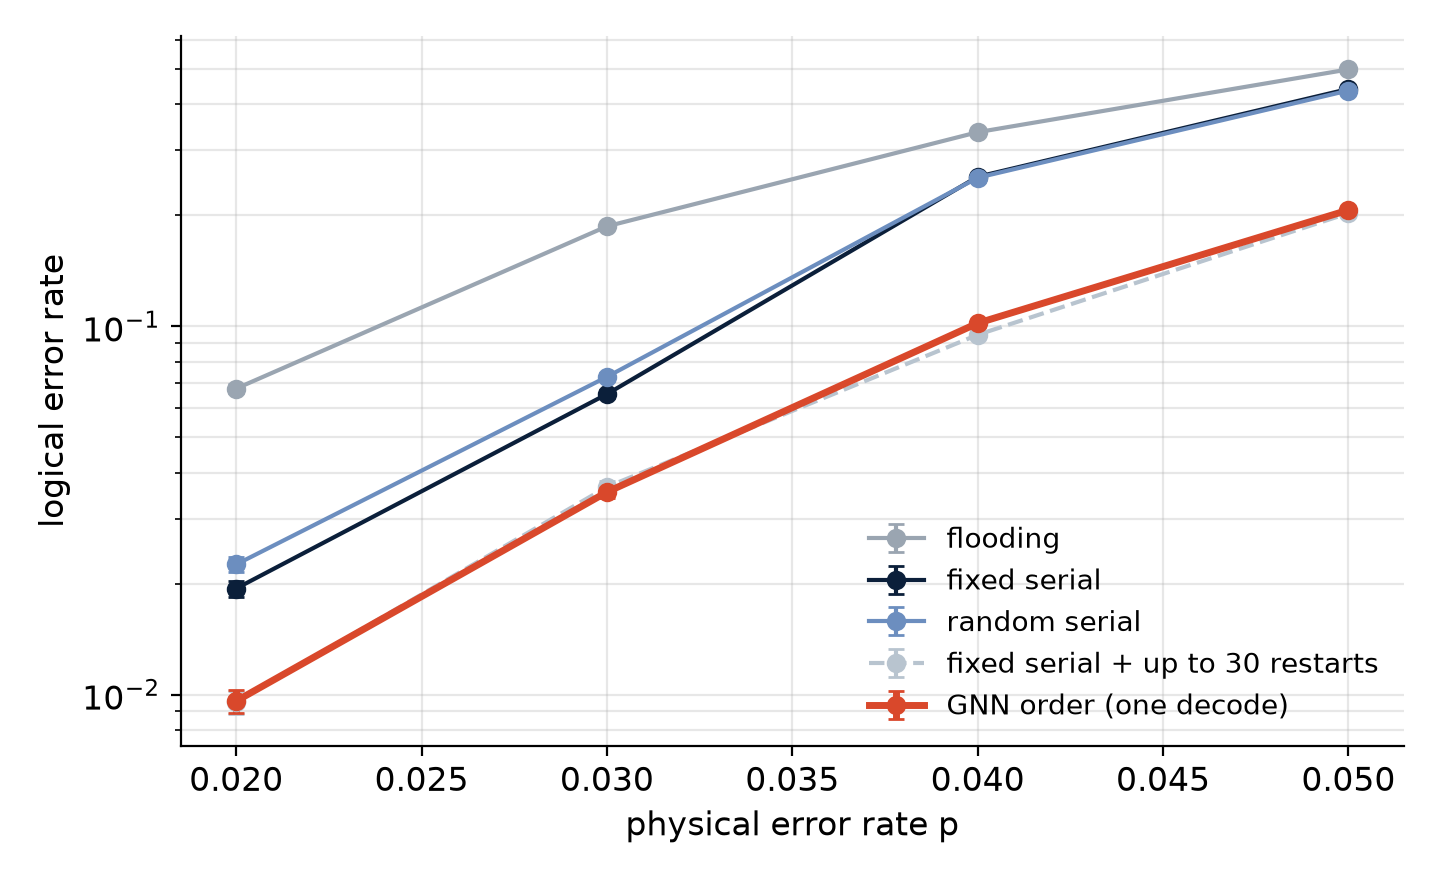 logical error rate
10⁻¹
10⁻²
flooding
fixed serial
random serial
fixed serial + up to 30 restarts
GNN order (one decode)
0.020 0.025 0.030 0.035 0.040 0.045 0.050
physical error rate p